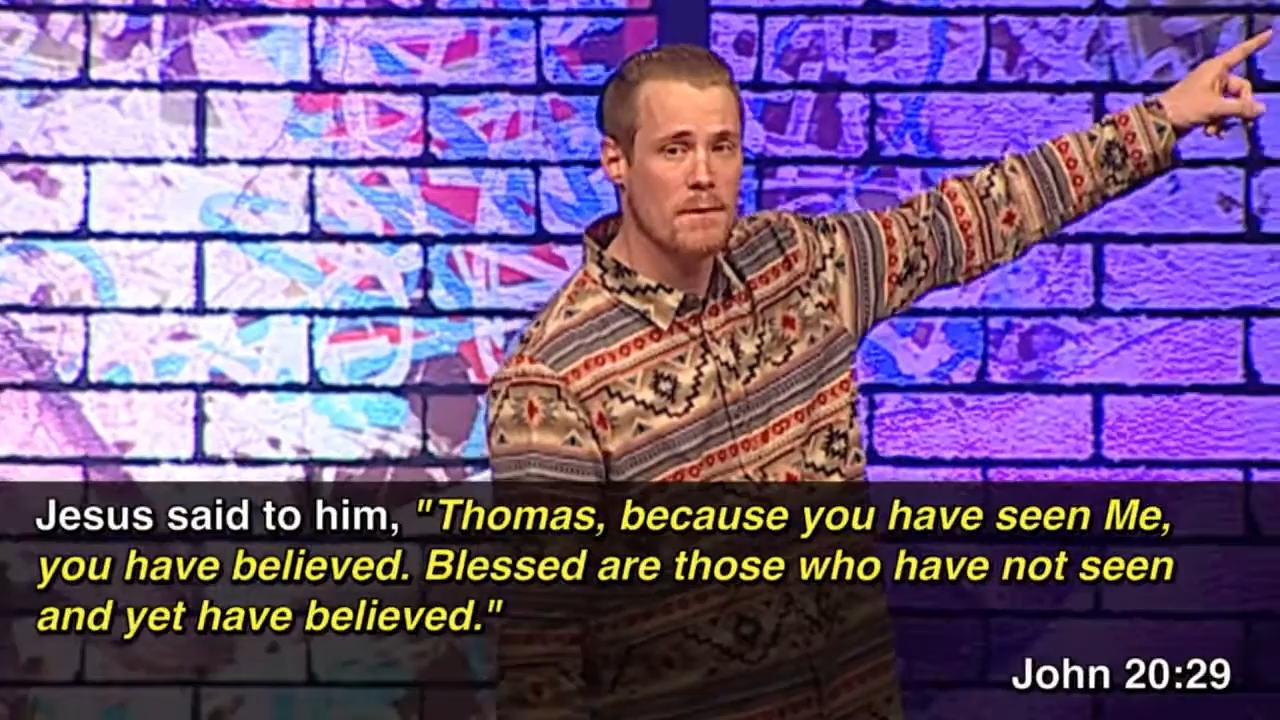 Jesus said to him, "Thomas, because you have seen Me,
you have believed. Blessed are those who have not seen
and yet have believed."
John 20:29